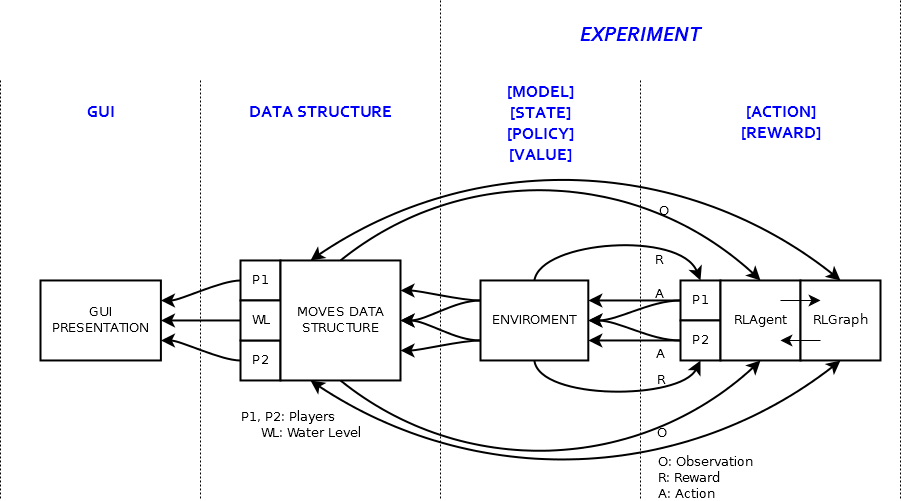 EXPERIMENT
GUI
DATA STRUCTURE
[MODEL]
[STATE]
[POLICY]
[VALUE]
[ACTION]
[REWARD]
O
R
A
P1
WL
P2
GUI
PRESENTATION
MOVES DATA
STRUCTURE
ENVIROMENT
P1
P2
RLAgent
RLGraph
A
R
O
P1, P2: Players
WL: Water Level
O: Observation
R: Reward
A: Action